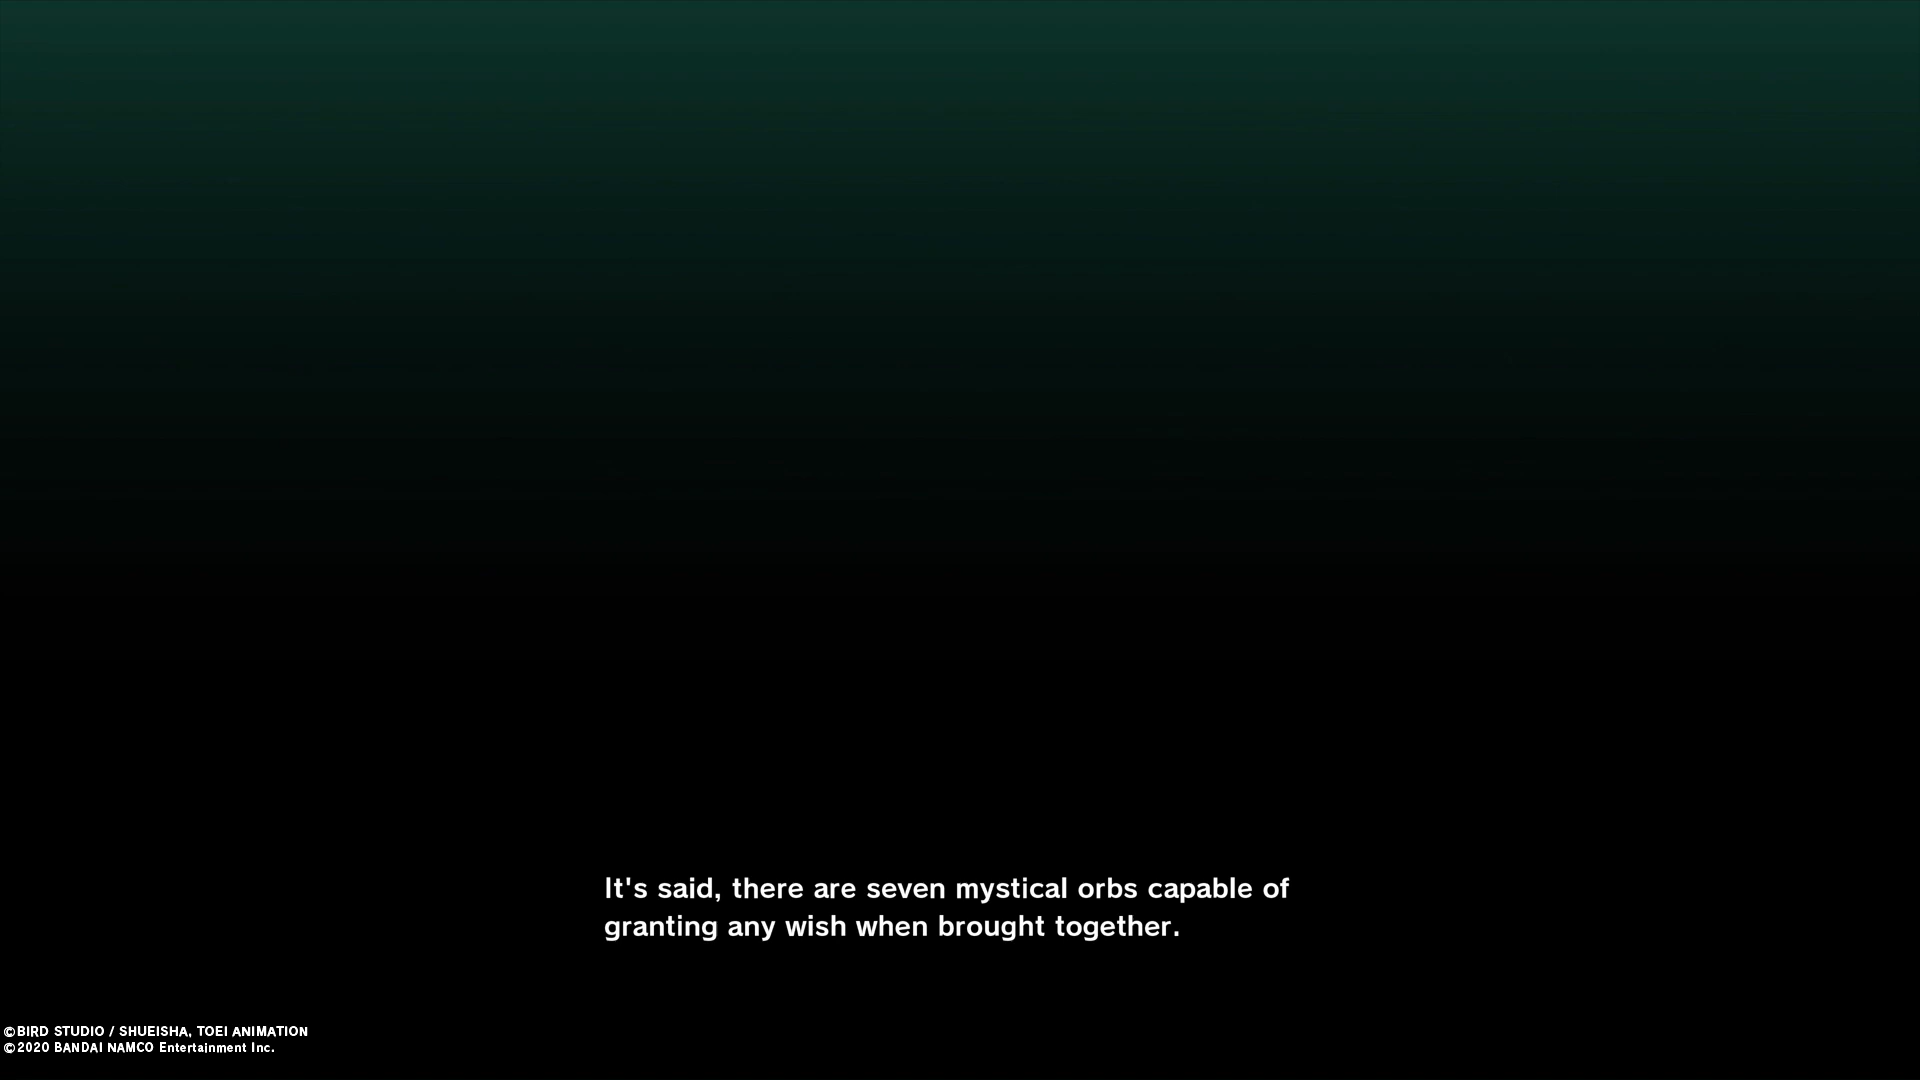 It's said, there are seven mystical orbs capable of
granting any wish when brought together.
©BIRD STUDIO / SHUEISHA, TOEI ANIMATION
©2020 BANDAI NAMCO Entertainment Inc.